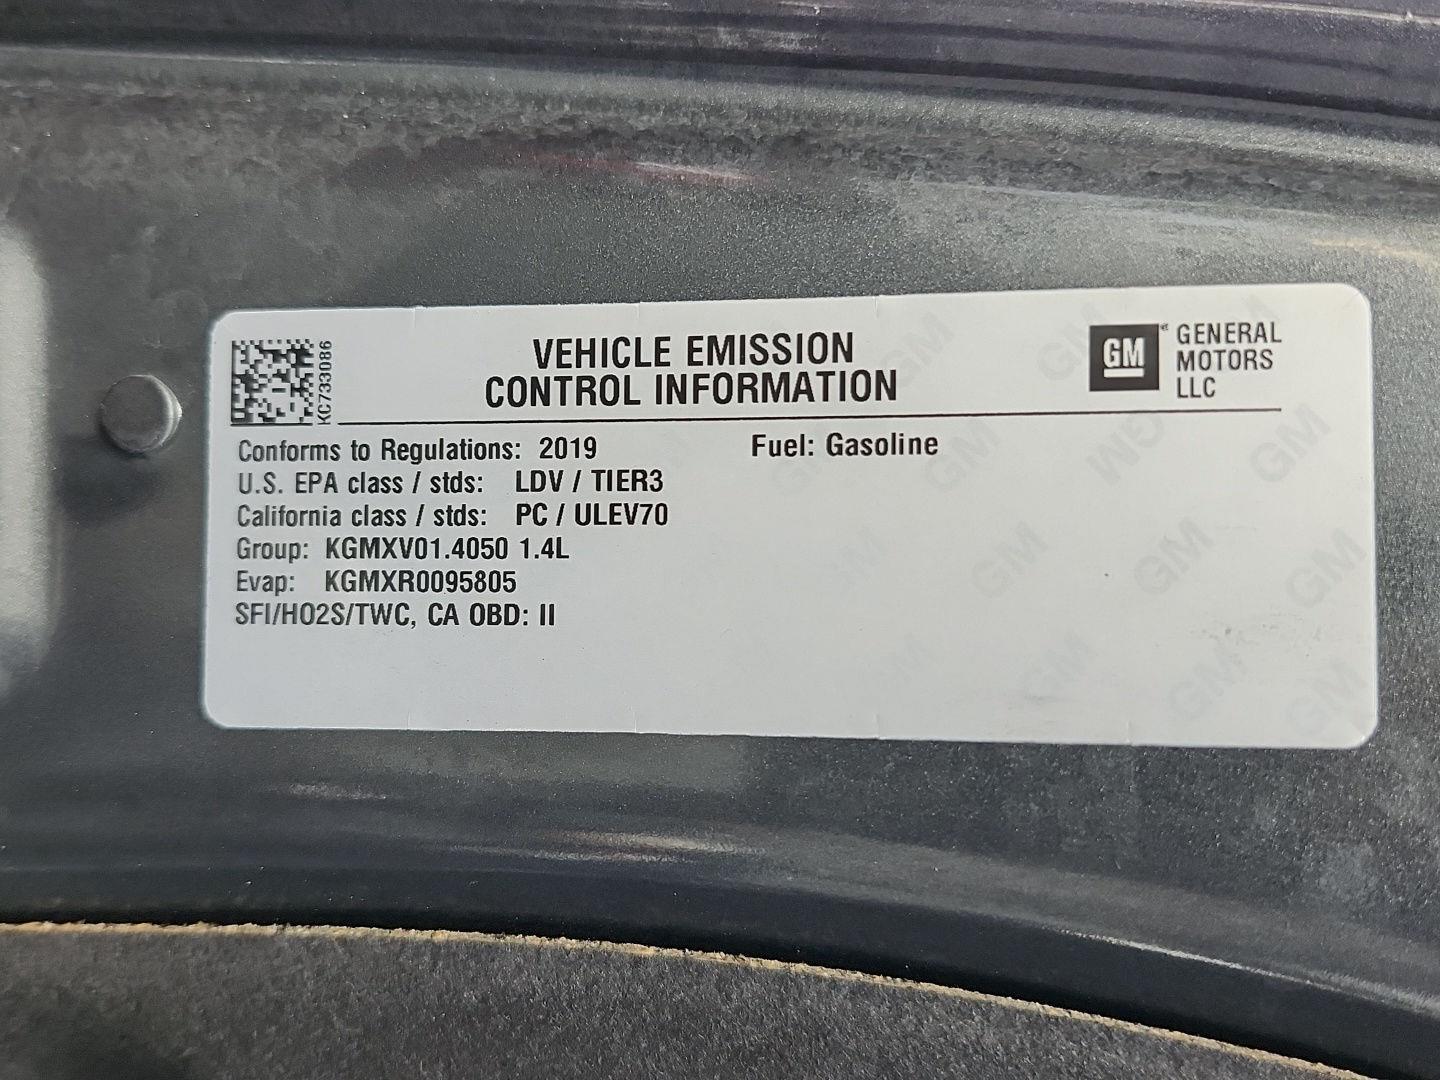 KC733086
VEHICLE EMISSION
CONTROL INFORMATION
GM
GENERAL
MOTORS
LLC
Conforms to Regulations: 2019
Fuel: Gasoline
U.S. EPA class / stds: LDV / TIER3
California class / stds: PC / ULEV70
Group: KGMXV01.4050 1.4L
Evap: KGMXR0095805
SFI/HO2S/TWC, CA OBD: II